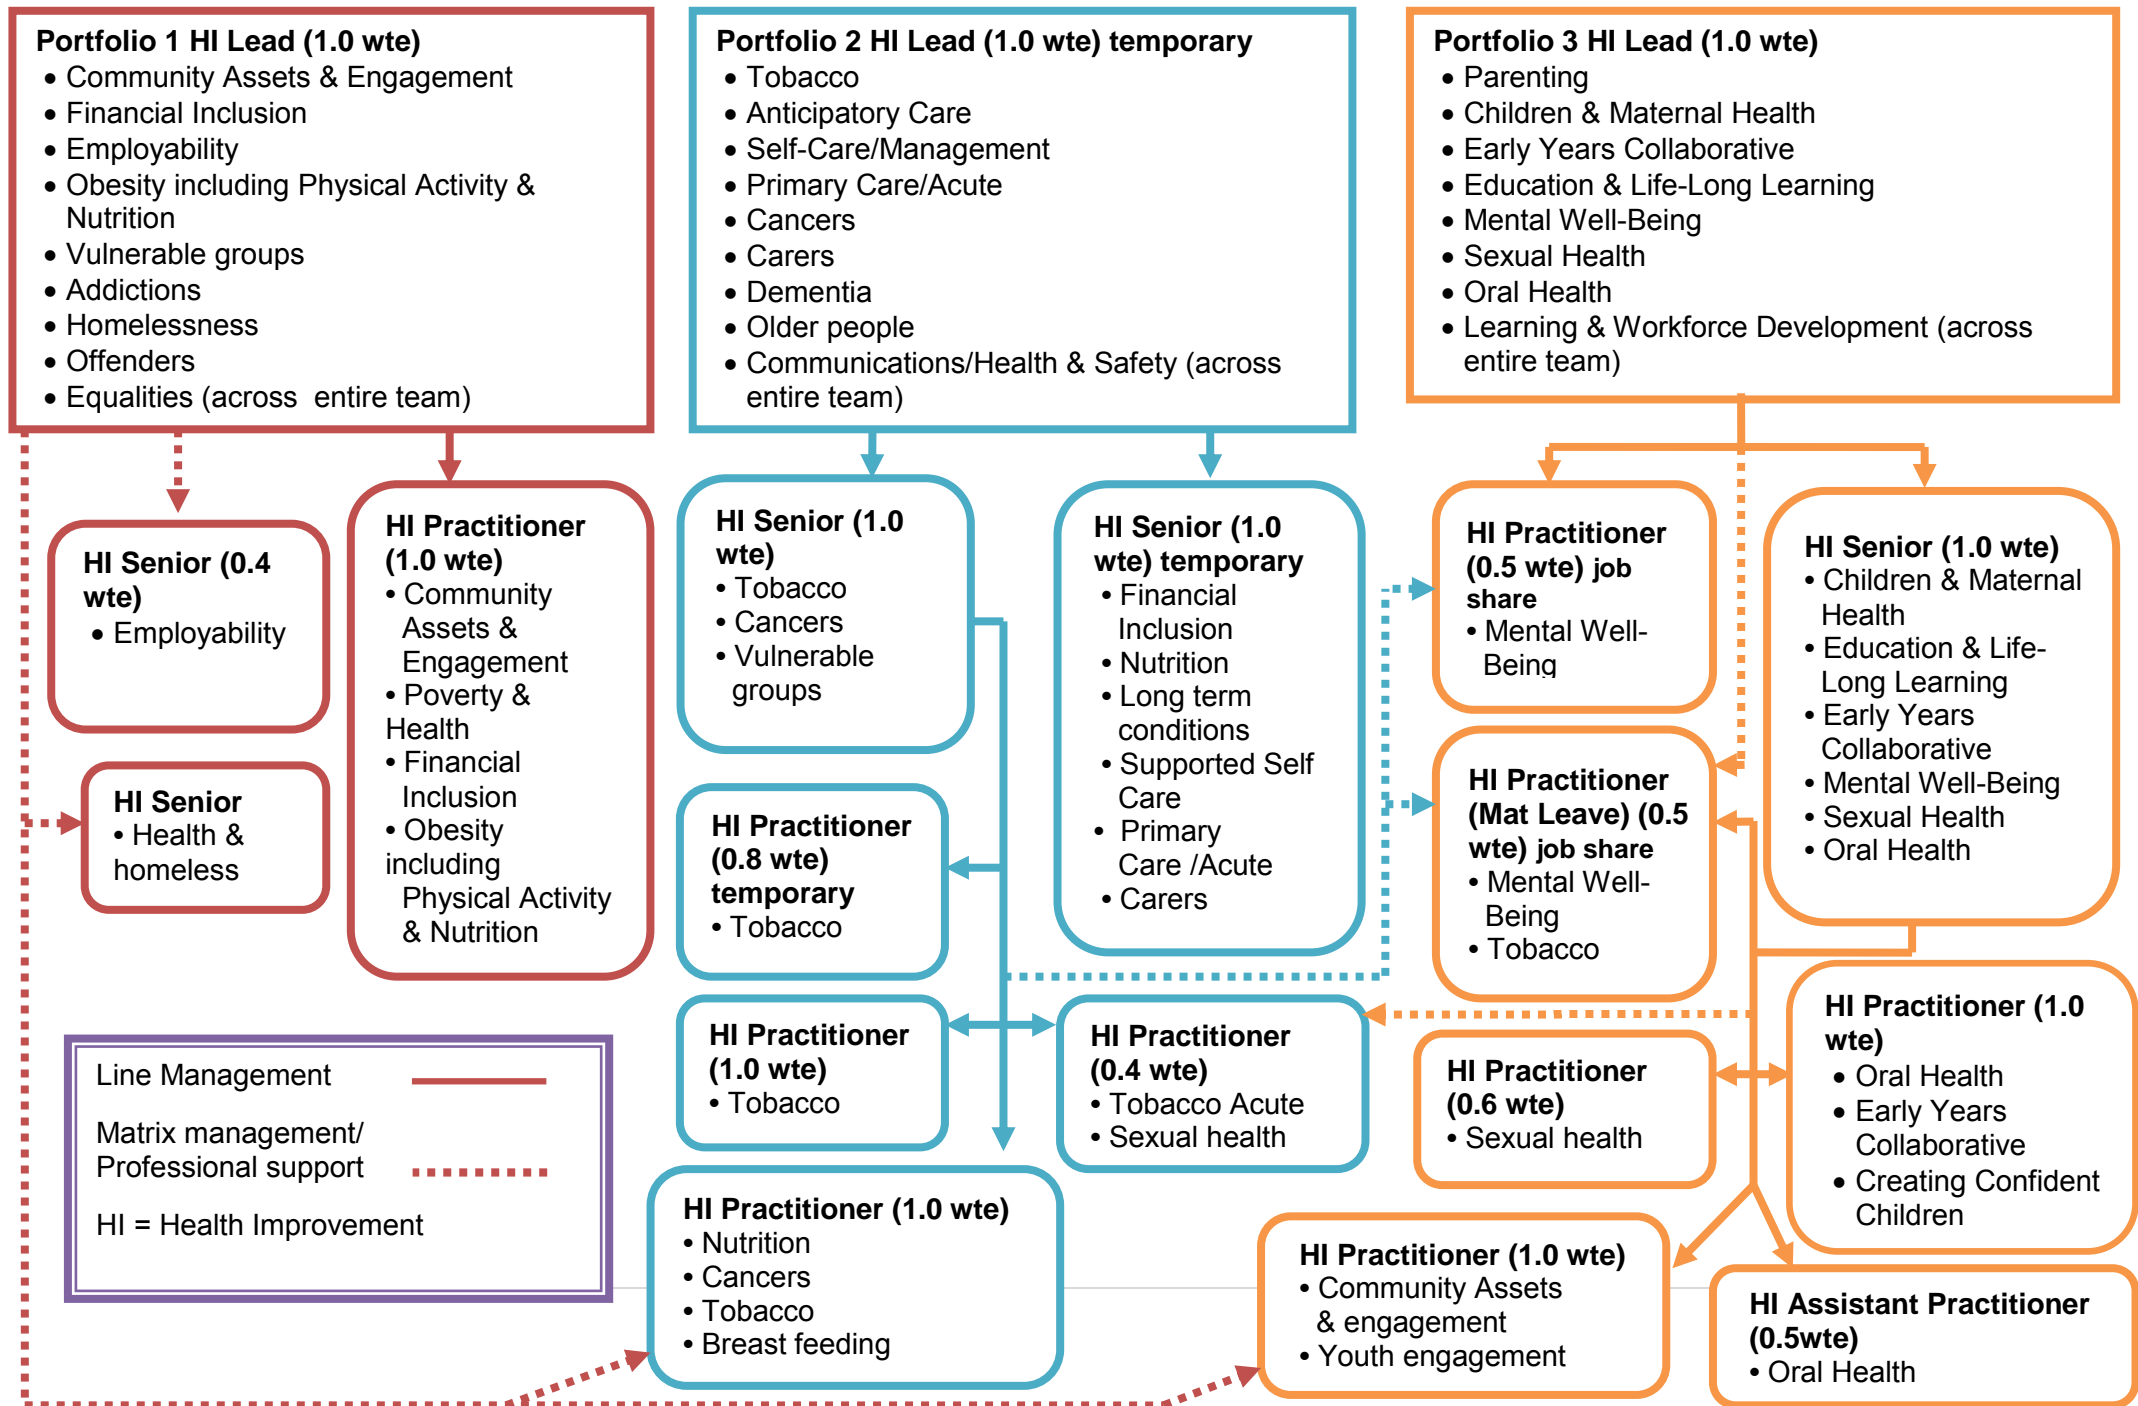 Portfolio 1 HI Lead (1.0 wte)
• Community Assets & Engagement
• Financial Inclusion
• Employability
• Obesity including Physical Activity &
Nutrition
• Vulnerable groups
• Addictions
• Homelessness
• Offenders
• Equalities (across  entire team)
Portfolio 2 HI Lead (1.0 wte) temporary
• Tobacco
• Anticipatory Care
• Self-Care/Management
• Primary Care/Acute
• Cancers
• Carers
• Dementia
• Older people
• Communications/Health & Safety (across
entire team)
Portfolio 3 HI Lead (1.0 wte)
• Parenting
• Children & Maternal Health
• Early Years Collaborative
• Education & Life-Long Learning
• Mental Well-Being
• Sexual Health
• Oral Health
• Learning & Workforce Development (across
entire team)
HI Senior (0.4
wte)
• Employability
HI Senior
• Health &
homeless
HI Practitioner
(1.0 wte)
• Community
Assets &
Engagement
• Poverty &
Health
• Financial
Inclusion
• Obesity
including
Physical Activity
& Nutrition
HI Senior (1.0
wte)
• Tobacco
• Cancers
• Vulnerable
groups
HI Practitioner
(0.8 wte)
temporary
• Tobacco
HI Practitioner
(1.0 wte)
• Tobacco
HI Senior (1.0
wte) temporary
• Financial
Inclusion
• Nutrition
• Long term
conditions
• Supported Self
Care
• Primary
Care /Acute
• Carers
HI Practitioner
(0.4 wte)
• Tobacco Acute
• Sexual health
HI Practitioner (1.0 wte)
• Nutrition
• Cancers
• Tobacco
• Breast feeding
HI Practitioner
(0.5 wte) job
share
• Mental Well-
Being
HI Practitioner
(Mat Leave) (0.5
wte) job share
• Mental Well-
Being
• Tobacco
HI Senior (1.0 wte)
• Children & Maternal
Health
• Education & Life-
Long Learning
• Early Years
Collaborative
• Mental Well-Being
• Sexual Health
• Oral Health
HI Practitioner
(0.6 wte)
• Sexual health
HI Practitioner (1.0
wte)
• Oral Health
• Early Years
Collaborative
• Creating Confident
Children
HI Practitioner (1.0 wte)
• Community Assets
& engagement
• Youth engagement
HI Assistant Practitioner
(0.5wte)
• Oral Health
Line Management
Matrix management/
Professional support
HI = Health Improvement